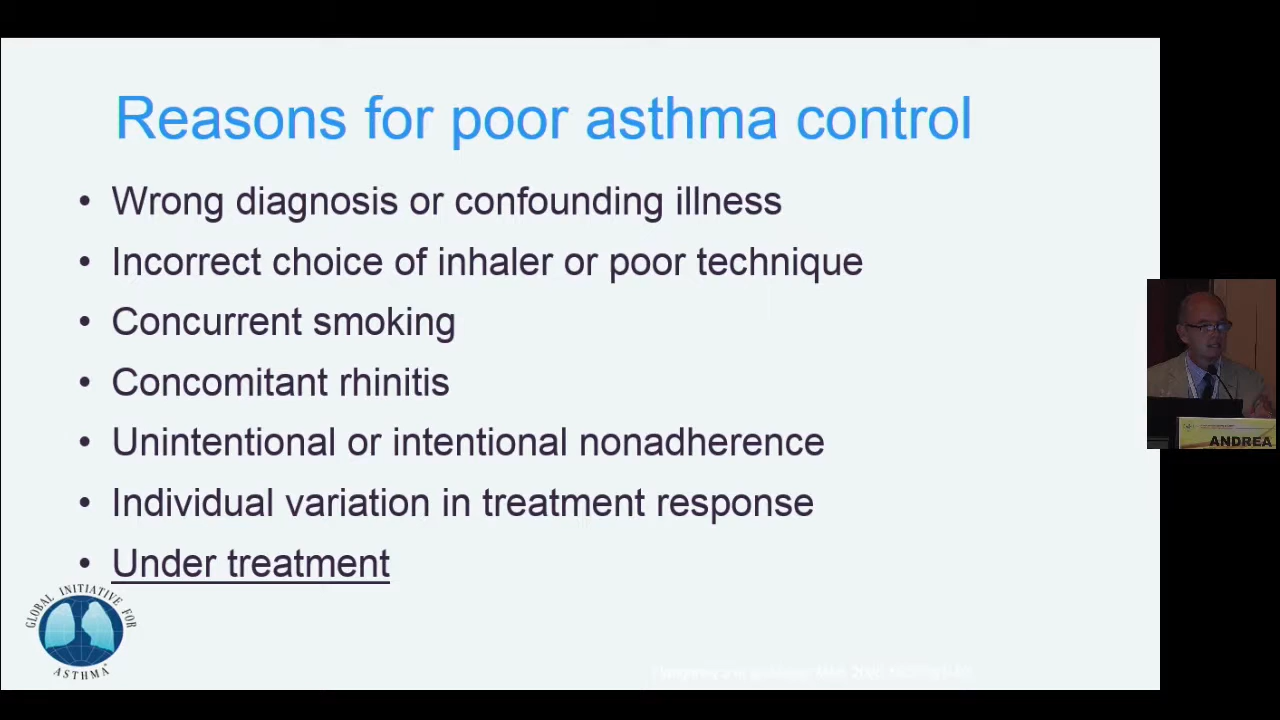 Reasons for poor asthma control
• Wrong diagnosis or confounding illness
• Incorrect choice of inhaler or poor technique
• Concurrent smoking
• Concomitant rhinitis
• Unintentional or intentional nonadherence
• Individual variation in treatment response
• Under treatment
GLOBAL INITIATIVE FOR
ASTHMA
ANDREA